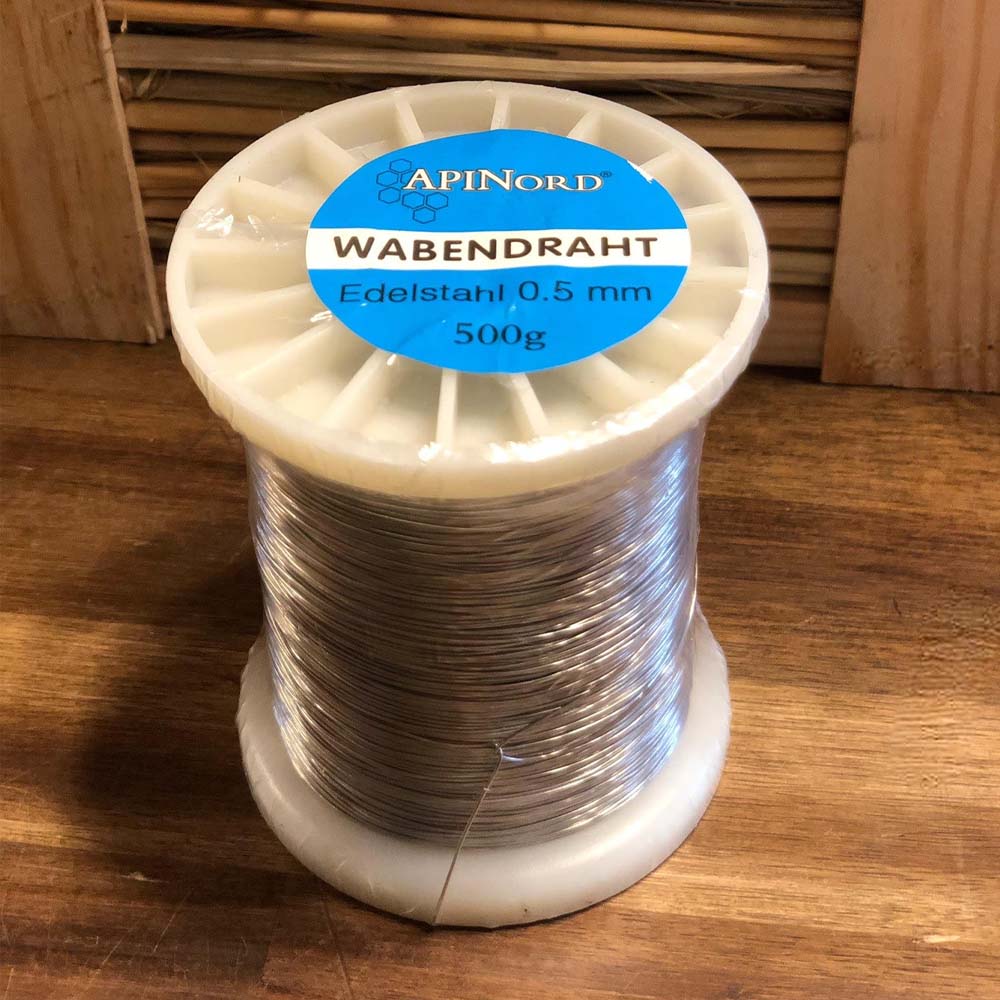 APINORD®
WABENDRAHT
Edelstahl 0.5 mm
500g